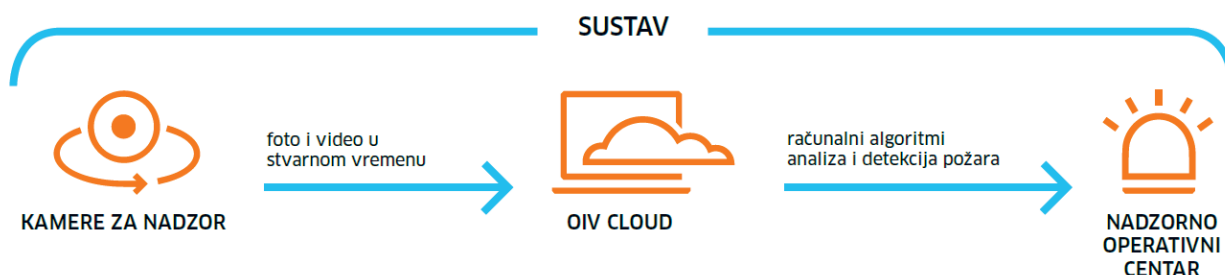 SUSTAV
foto i video u
stvarnom vremenu
računalni algoritmi
analiza i detekcija požara
KAMERE ZA NADZOR
OIV CLOUD
NADZORNO
OPERATIVNI
CENTAR